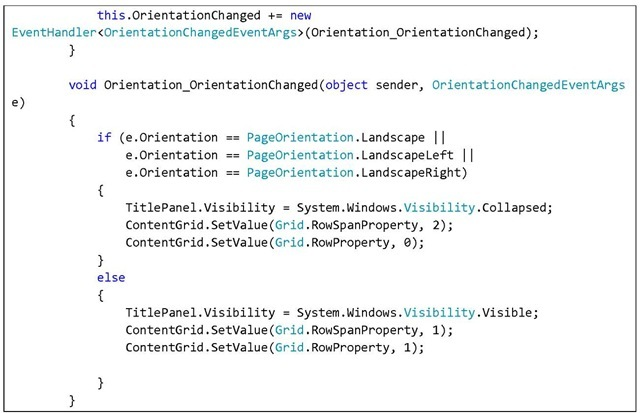 this.OrientationChanged += new
EventHandler<OrientationChangedEventArgs>(Orientation_OrientationChanged);
}
void Orientation_OrientationChanged(object sender, OrientationChangedEventArgs
e)
{
if (e.Orientation == PageOrientation.Landscape ||
e.Orientation == PageOrientation.LandscapeLeft ||
e.Orientation == PageOrientation.LandscapeRight)
{
TitlePanel.Visibility = System.Windows.Visibility.Collapsed;
ContentGrid.SetValue(Grid.RowSpanProperty, 2);
ContentGrid.SetValue(Grid.RowProperty, 0);
}
else
{
TitlePanel.Visibility = System.Windows.Visibility.Visible;
ContentGrid.SetValue(Grid.RowSpanProperty, 1);
ContentGrid.SetValue(Grid.RowProperty, 1);
}
}